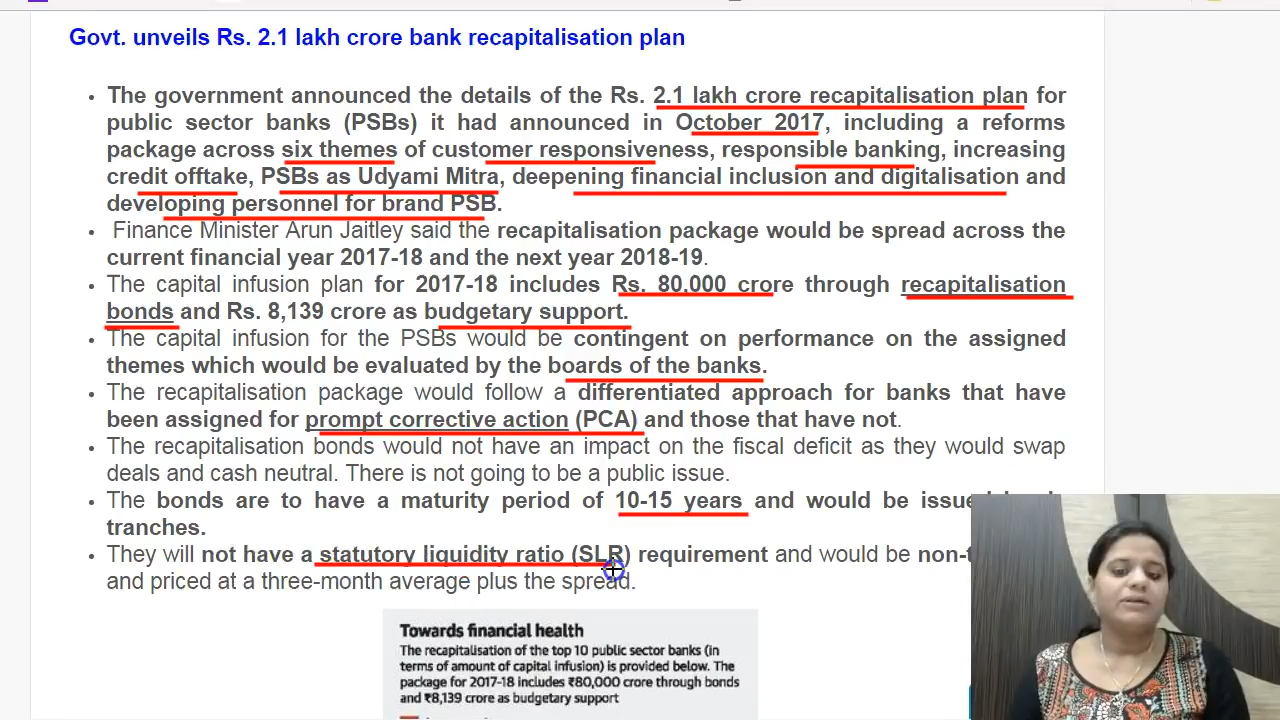 Govt. unveils Rs. 2.1 lakh crore bank recapitalisation plan
The government announced the details of the Rs. 2.1 lakh crore recapitalisation plan for
public sector banks (PSBs) it had announced in October 2017, including a reforms
package across six themes of customer responsiveness, responsible banking, increasing
credit offtake, PSBs as Udyami Mitra, deepening financial inclusion and digitalisation and
developing personnel for brand PSB.
Finance Minister Arun Jaitley said the recapitalisation package would be spread across the
current financial year 2017-18 and the next year 2018-19.
The capital infusion plan for 2017-18 includes Rs. 80,000 crore through recapitalisation
bonds and Rs. 8,139 crore as budgetary support.
The capital infusion for the PSBs would be contingent on performance on the assigned
themes which would be evaluated by the boards of the banks.
The recapitalisation package would follow a differentiated approach for banks that have
been assigned for prompt corrective action (PCA) and those that have not.
The recapitalisation bonds would not have an impact on the fiscal deficit as they would swap
deals and cash neutral. There is not going to be a public issue.
The bonds are to have a maturity period of 10-15 years and would be
tranches.
They will not have a statutory liquidity ratio (SLR) requirement and would be
and priced at a three-month average plus the spread.
Towards financial health
The recapitalisation of the top 10 public sector banks (in
terms of amount of capital infusion) is provided below. The
package for 2017-18 includes ₹80,000 crore through bonds
and ₹8,139 crore as budgetary support